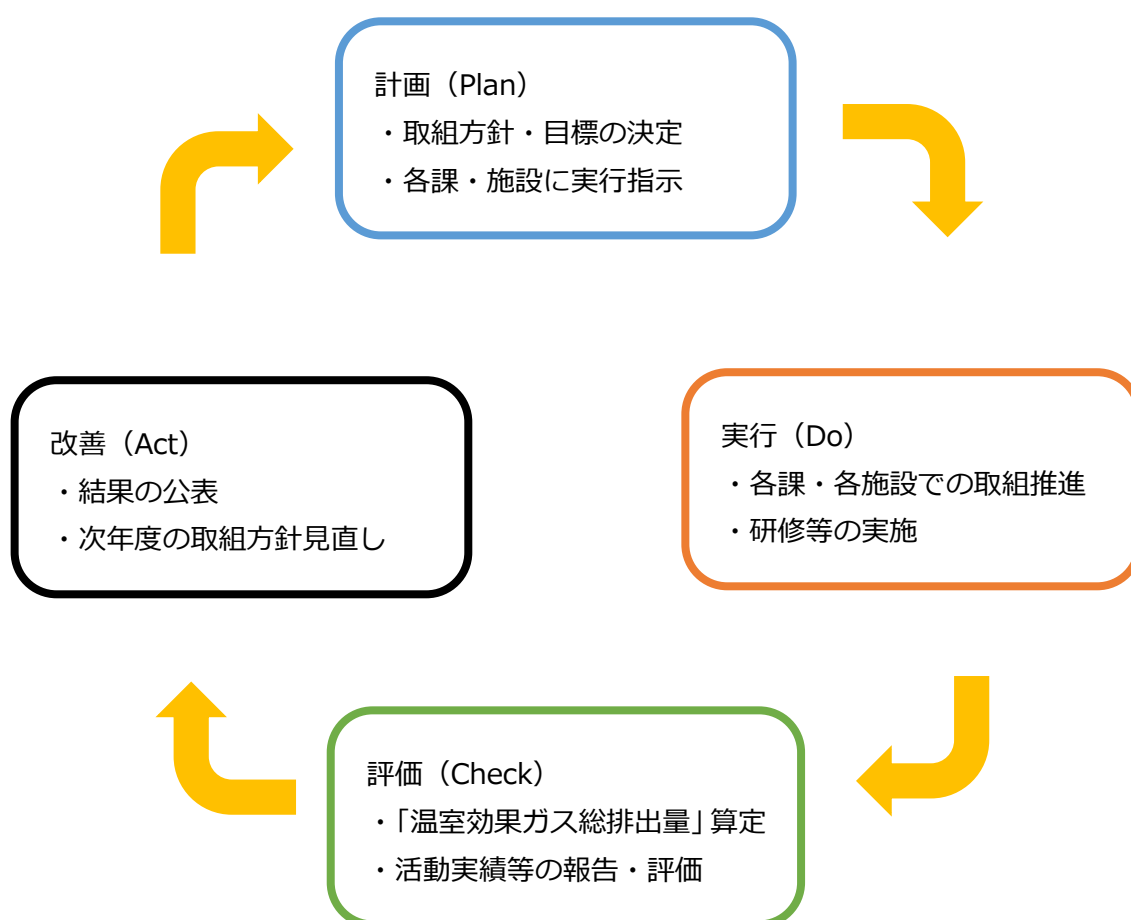 計画（Plan）
・取組方針・目標の決定
・各課・施設に実行指示
改善（Act）
・結果の公表
・次年度の取組方針見直し
実行（Do）
・各課・各施設での取組推進
・研修等の実施
評価（Check）
・「温室効果ガス総排出量」算定
・活動実績等の報告・評価